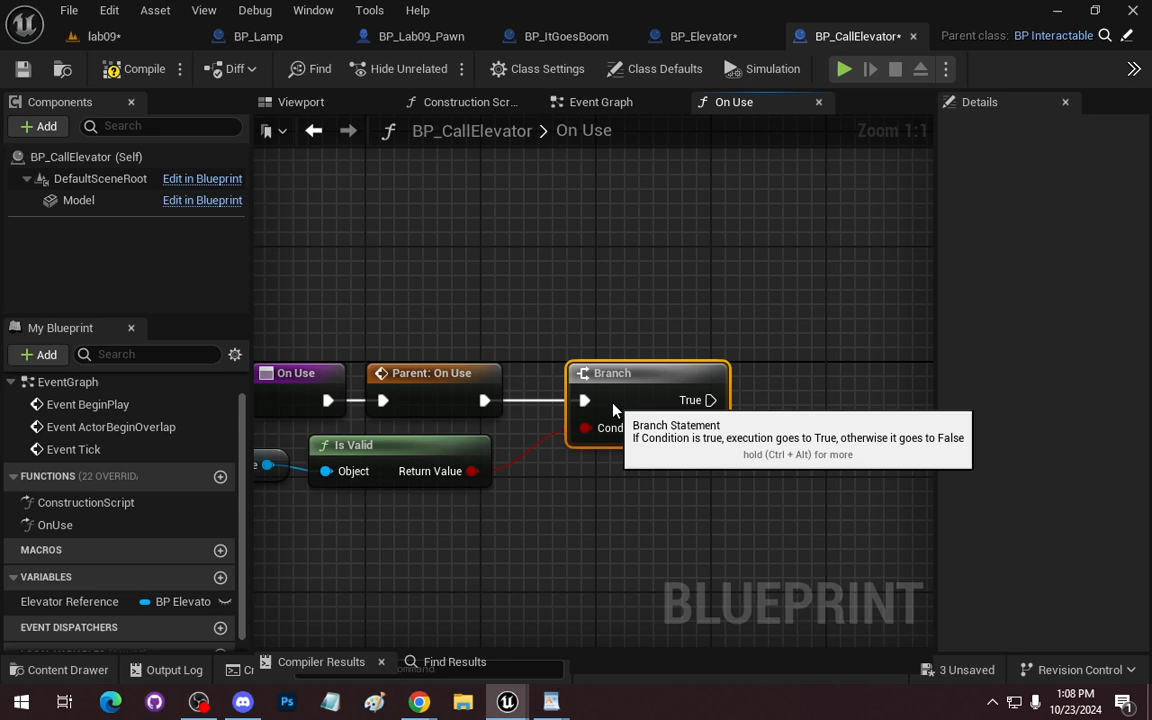 File Edit Asset View Debug Window Tools Help
lab09* BP_Lamp BP_Lab09_Pawn BP_ItGoesBoom BP_Elevator* BP_CallElevator* Parent class: BP Interactable
Compile Diff Find Hide Unrelated Class Settings Class Defaults Simulation
Components Viewport Construction Scr... Event Graph On Use Details
Add Search BP_CallElevator > On Use Zoom 1:1
BP_CallElevator (Self)
DefaultSceneRoot Edit in Blueprint
Model Edit in Blueprint
My Blueprint
Add Search
EventGraph
Event BeginPlay
Event ActorBeginOverlap
Event Tick
FUNCTIONS (22 OVERRID
ConstructionScript
OnUse
MACROS
VARIABLES
Elevator Reference BP Elevato
EVENT DISPATCHERS
On Use Parent: On Use Branch
True
Cond
Is Valid
e Object Return Value
Branch Statement
If Condition is true, execution goes to True, otherwise it goes to False
hold (Ctrl + Alt) for more
BLUEPRINT
Compiler Results Find Results
Content Drawer Output Log 3 Unsaved Revision Control
Ps 1:08 PM
10/23/2024
1